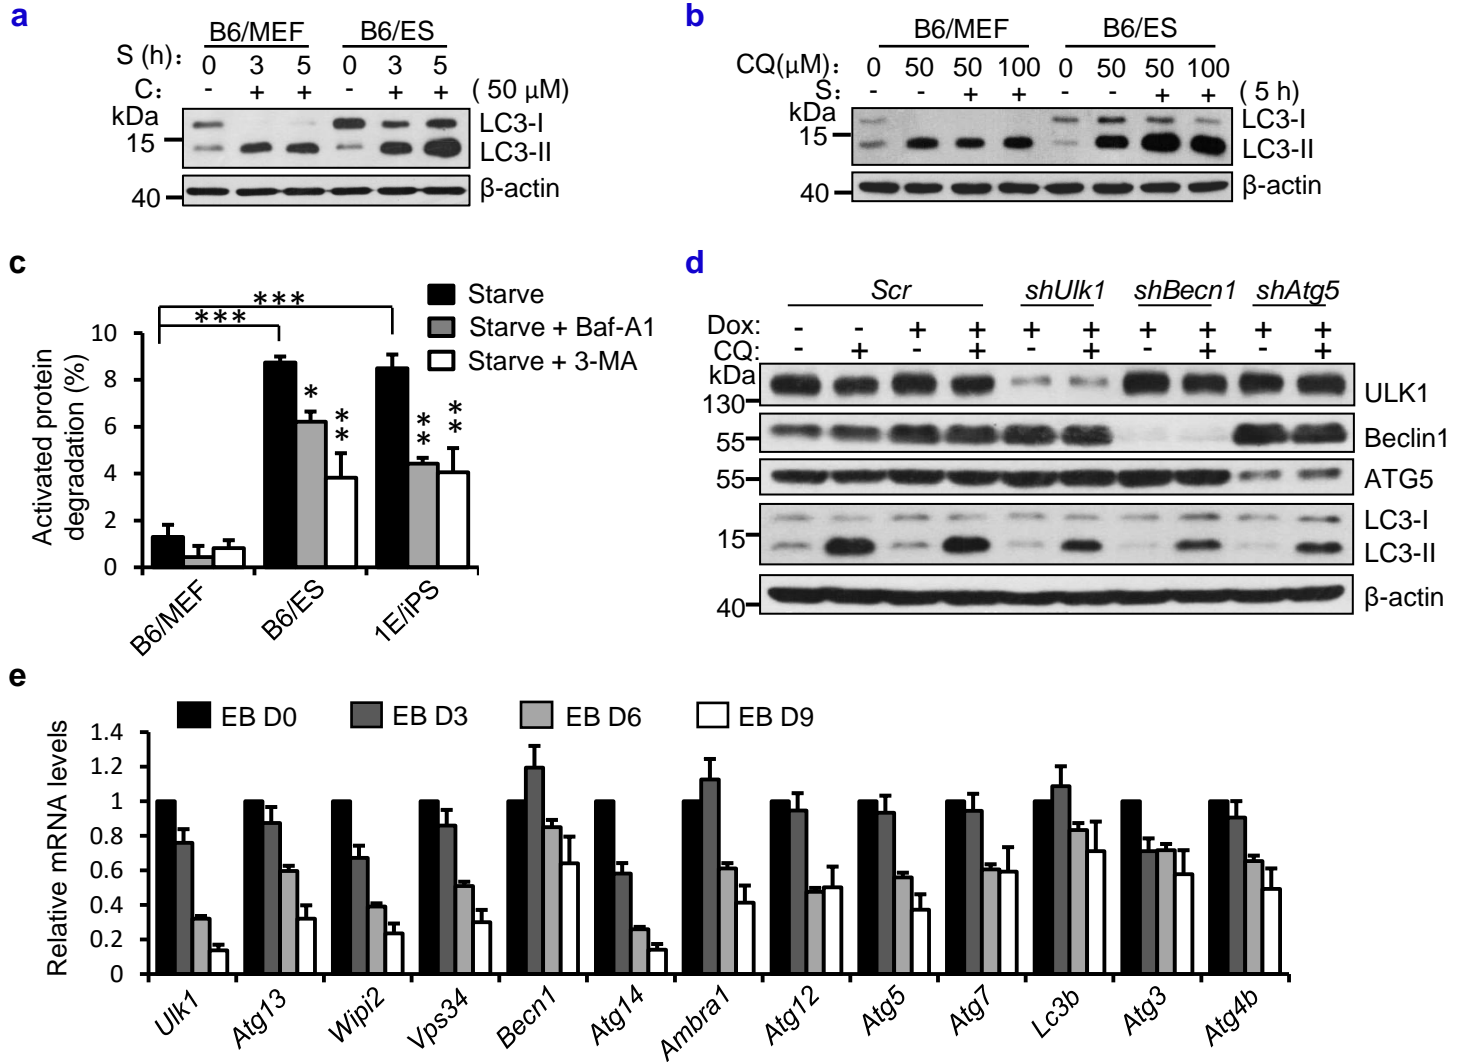 a
B6/MEF B6/ES
S (h): 0 3 5 0 3 5
C: - + + - + + ( 50 µM)
kDa
LC3-I
15
LC3-II
β-actin
40
b
B6/MEF B6/ES
CQ(µM): 0 50 50 100 0 50 50 100
S: - - + + - - + + ( 5 h)
kDa
LC3-I
15
LC3-II
β-actin
40
c
Starve
Starve + Baf-A1
Starve + 3-MA
***
***
10
8
6
4
2
0
Activated protein
degradation (%)
*
**
**
**
B6/MEF B6/ES 1E/iPS
d
Scr shUlk1 shBecn1 shAtg5
Dox: - - + + + + + + + +
CQ: - + - + - + - + - +
kDa
130
ULK1
55
Beclin1
55
ATG5
LC3-I
15
LC3-II
β-actin
40
e
EB D0 EB D3 EB D6 EB D9
Relative mRNA levels
1.4
1.2
1
0.8
0.6
0.4
0.2
0
Ulk1 Atg13 Wipi2 Vps34 Becn1 Atg14 Ambra1 Atg12 Atg5 Atg7 Lc3b Atg3 Atg4b